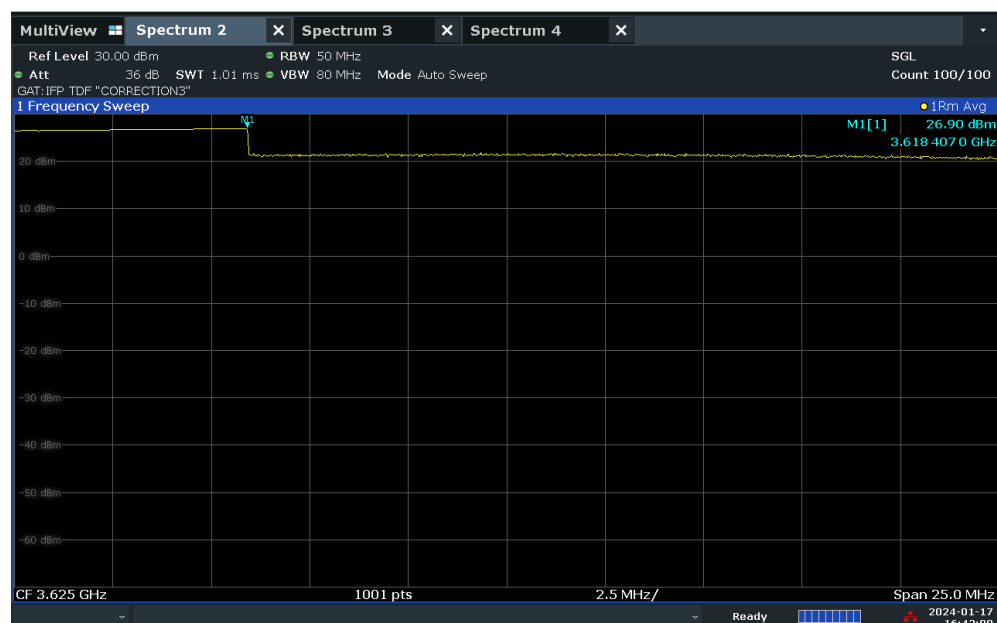 MultiView Spectrum 2 X Spectrum 3 X Spectrum 4 X
Ref Level 30.00 dBm RBW 50 MHz SGL
Att 36 dB SWT 1.01 ms VBW 80 MHz Mode Auto Sweep Count 100/100
GAT:IFP TDF "CORRECTION3"
1 Frequency Sweep 1Rm Avg
M1 M1[1] 26.90 dBm
3.618 407 0 GHz
20 dBm
10 dBm
0 dBm
-10 dBm
-20 dBm
-30 dBm
-40 dBm
-50 dBm
-60 dBm
CF 3.625 GHz 1001 pts 2.5 MHz/ Span 25.0 MHz
Ready 2024-01-17